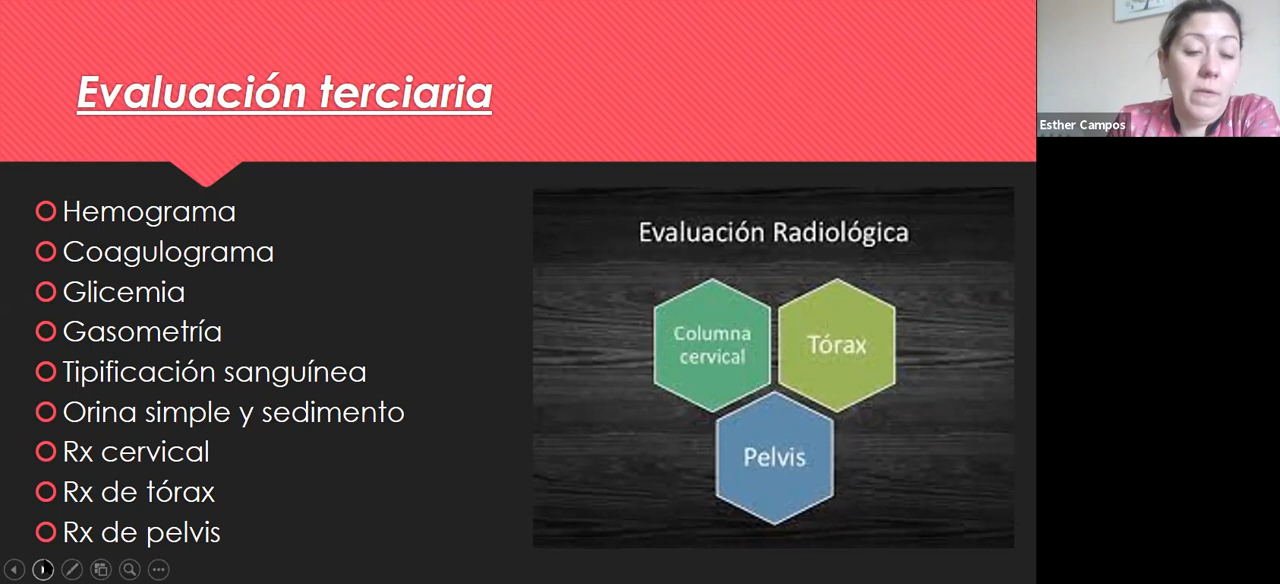 Evaluación terciaria
Hemograma
Coagulograma
Glicemia
Gasometría
Tipificación sanguínea
Orina simple y sedimento
Rx cervical
Rx de tórax
Rx de pelvis
Evaluación Radiológica
Columna
cervical
Tórax
Pelvis
Esther Campos